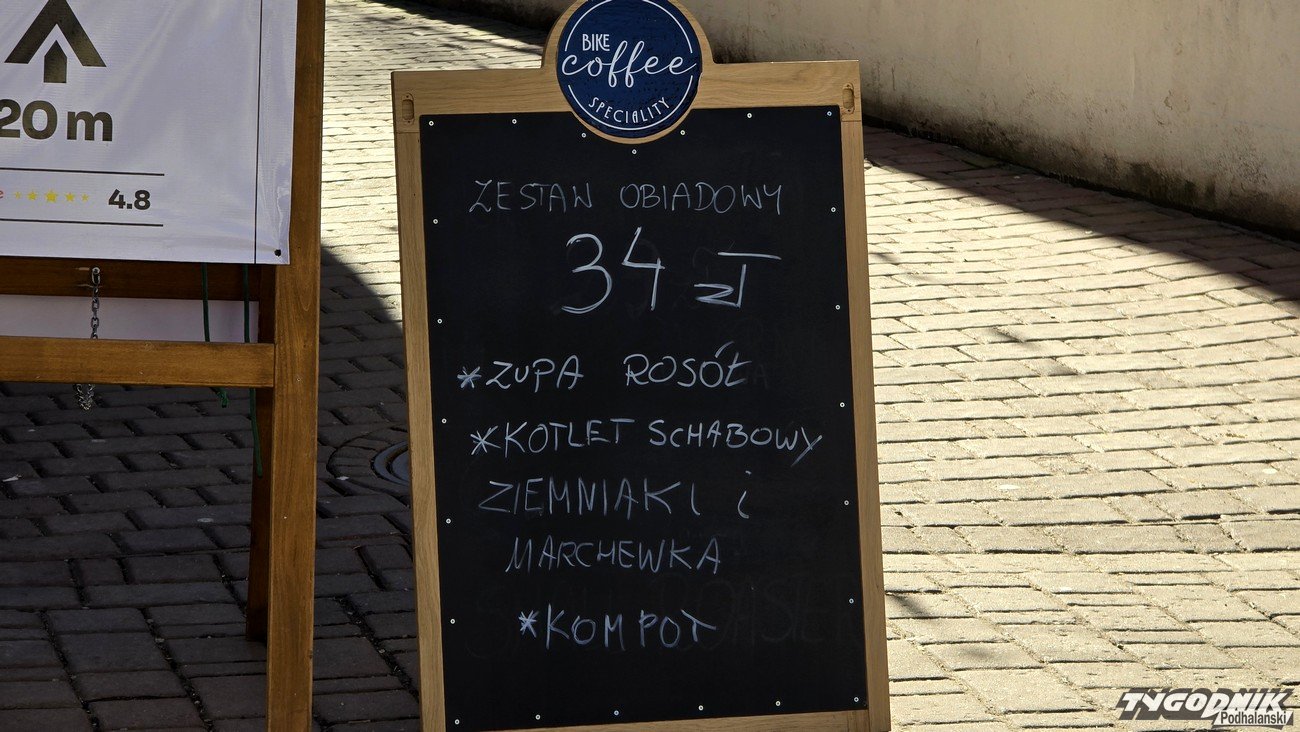 20 m
4.8
BIKE
coffee
SPECIALITY
ZESTAW OBIADOWY
34 zł
*ZUPA ROSÓŁ
*KOTLET SCHABOWY
ZIEMNIAKI i
MARCHEWKA
*KOMPOT
TYGODNIK
Podhalański